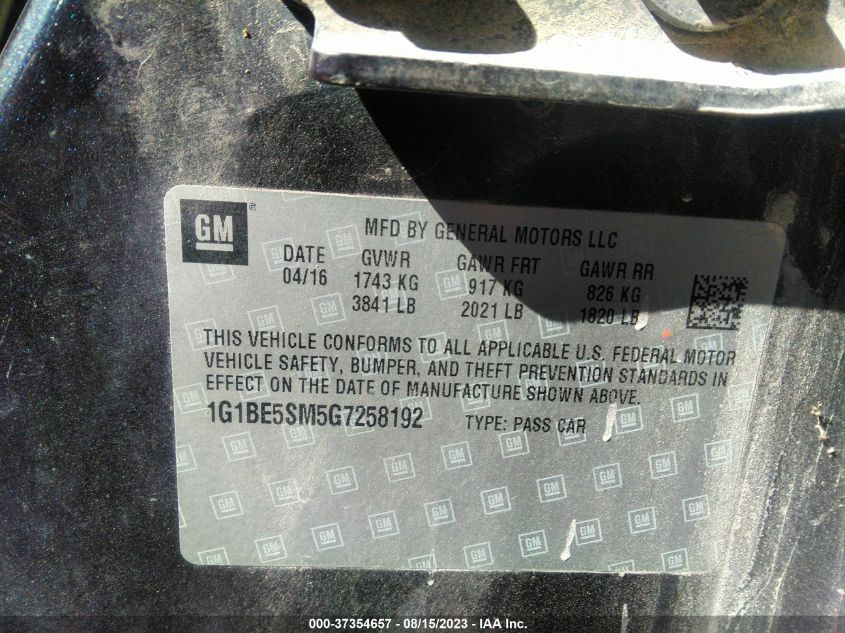 GM
MFD BY GENERAL MOTORS LLC
DATE GVWR GAWR FRT GAWR RR
04/16 1743 KG 917 KG 826 KG
3841 LB 2021 LB 1820 LB
THIS VEHICLE CONFORMS TO ALL APPLICABLE U.S. FEDERAL MOTOR
VEHICLE SAFETY, BUMPER, AND THEFT PREVENTION STANDARDS IN
EFFECT ON THE DATE OF MANUFACTURE SHOWN ABOVE.
1G1BE5SM5G7258192 TYPE: PASS CAR
000-37354657 - 08/15/2023 - IAA Inc.